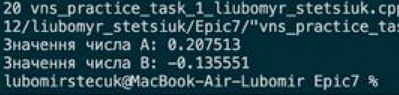 20 vns_practice_task_1_liubomyr_stetsiuk.cpp
12/liubomyr_stetsiuk/Epic7/"vns_practice_tas
Значення числа A: 0.207513
Значення числа B: -0.135551
lubomirstecuk@MacBook-Air-Lubomir Epic7 %